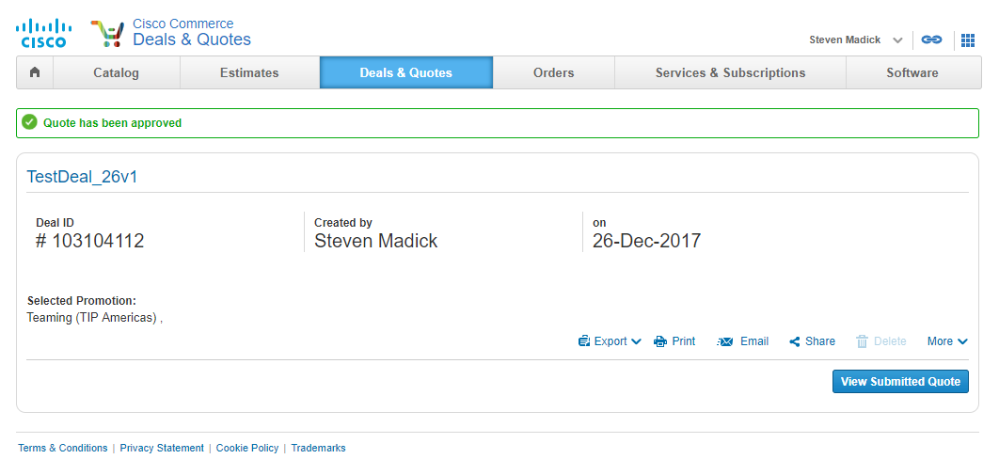 CISCO
Cisco Commerce
Deals & Quotes
Steven Madick
Catalog
Estimates
Deals & Quotes
Orders
Services & Subscriptions
Software
Quote has been approved
TestDeal_26v1
Deal ID
# 103104112
Created by
Steven Madick
on
26-Dec-2017
Selected Promotion:
Teaming (TIP Americas) ,
Export
Print
Email
Share
Delete
More
View Submitted Quote
Terms & Conditions | Privacy Statement | Cookie Policy | Trademarks